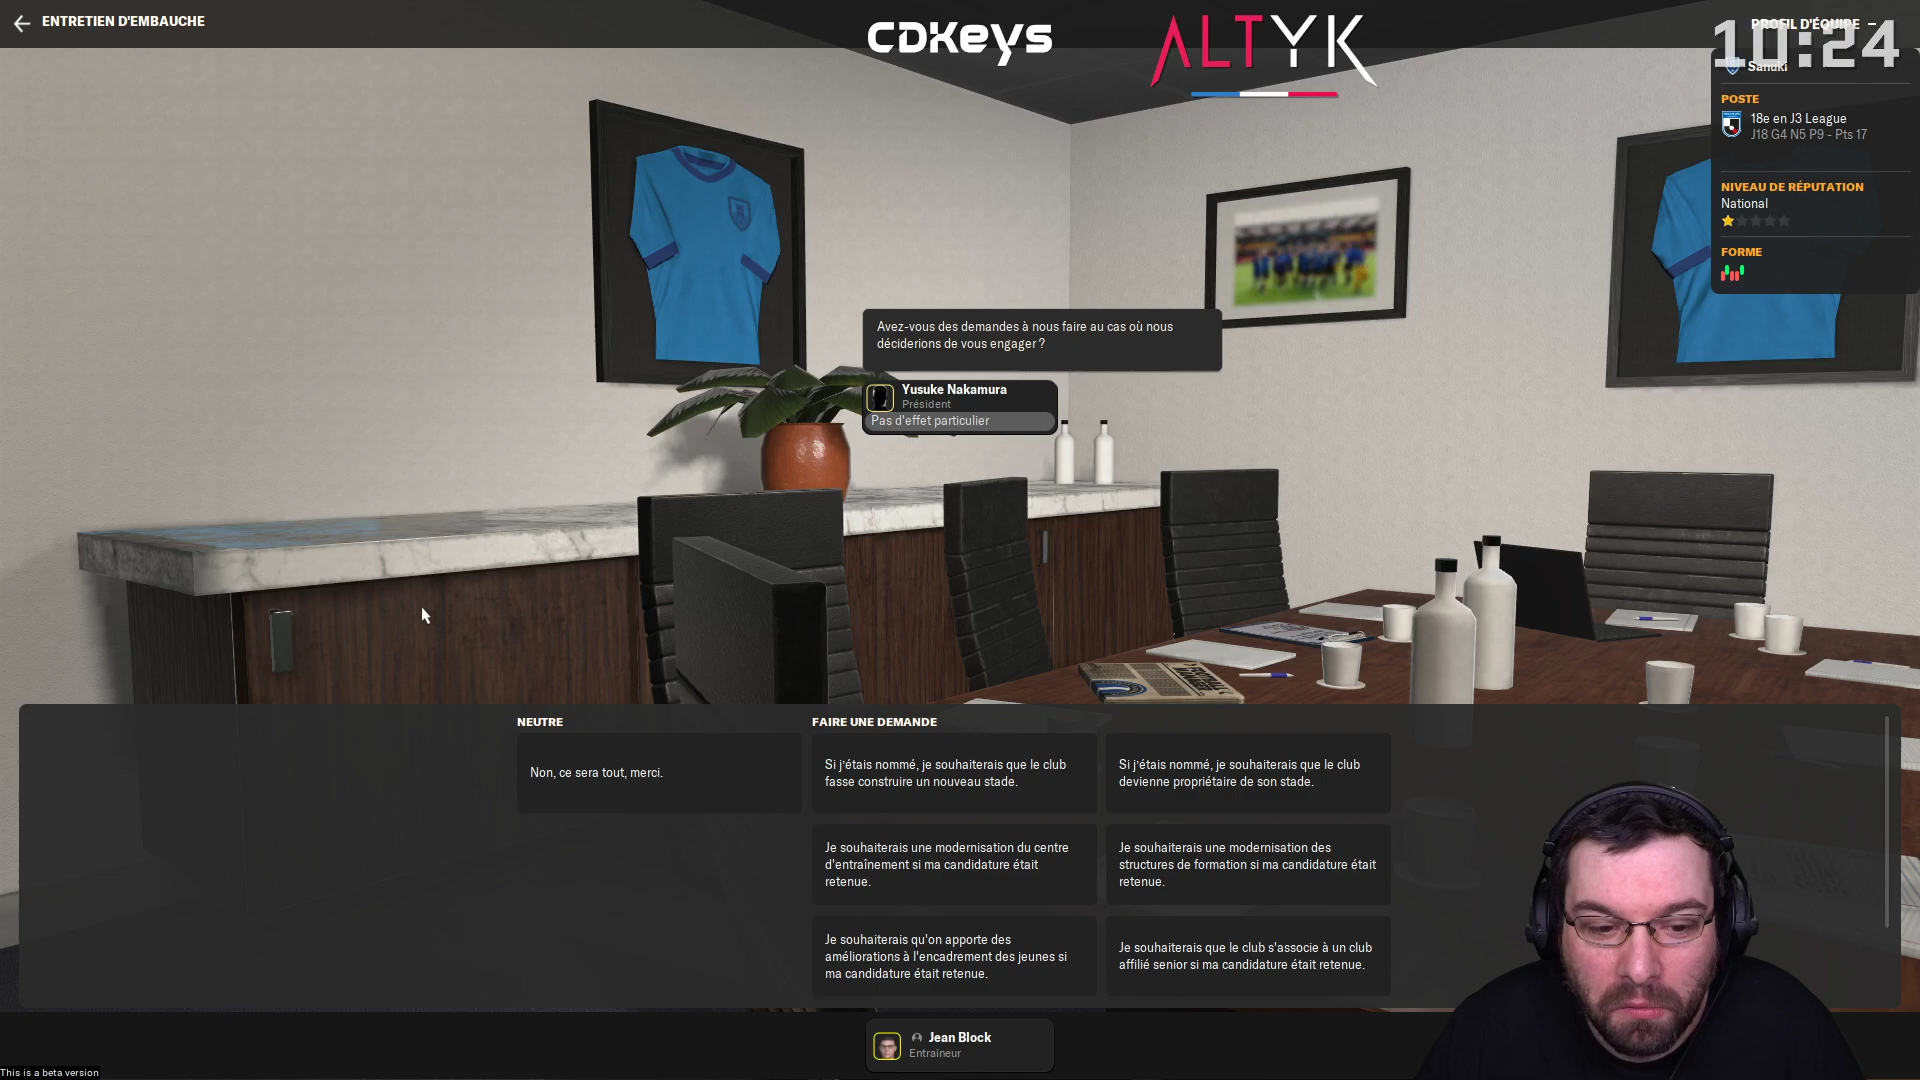 ENTRETIEN D'EMBAUCHE
CDKeys
ALTYK
PROFIL D'ÉQUIPE
10:24
Sanuki
POSTE
18e en J3 League
J18 G4 N5 P9 - Pts 17
NIVEAU DE RÉPUTATION
National
FORME
Avez-vous des demandes à nous faire au cas où nous
déciderions de vous engager ?
Yusuke Nakamura
Président
Pas d'effet particulier
NEUTRE
Non, ce sera tout, merci.
FAIRE UNE DEMANDE
Si j'étais nommé, je souhaiterais que le club
fasse construire un nouveau stade.
Si j'étais nommé, je souhaiterais que le club
devienne propriétaire de son stade.
Je souhaiterais une modernisation du centre
d'entraînement si ma candidature était
retenue.
Je souhaiterais une modernisation des
structures de formation si ma candidature était
retenue.
Je souhaiterais qu'on apporte des
améliorations à l'encadrement des jeunes si
ma candidature était retenue.
Je souhaiterais que le club s'associe à un club
affilié senior si ma candidature était retenue.
Jean Block
Entraîneur
This is a beta version